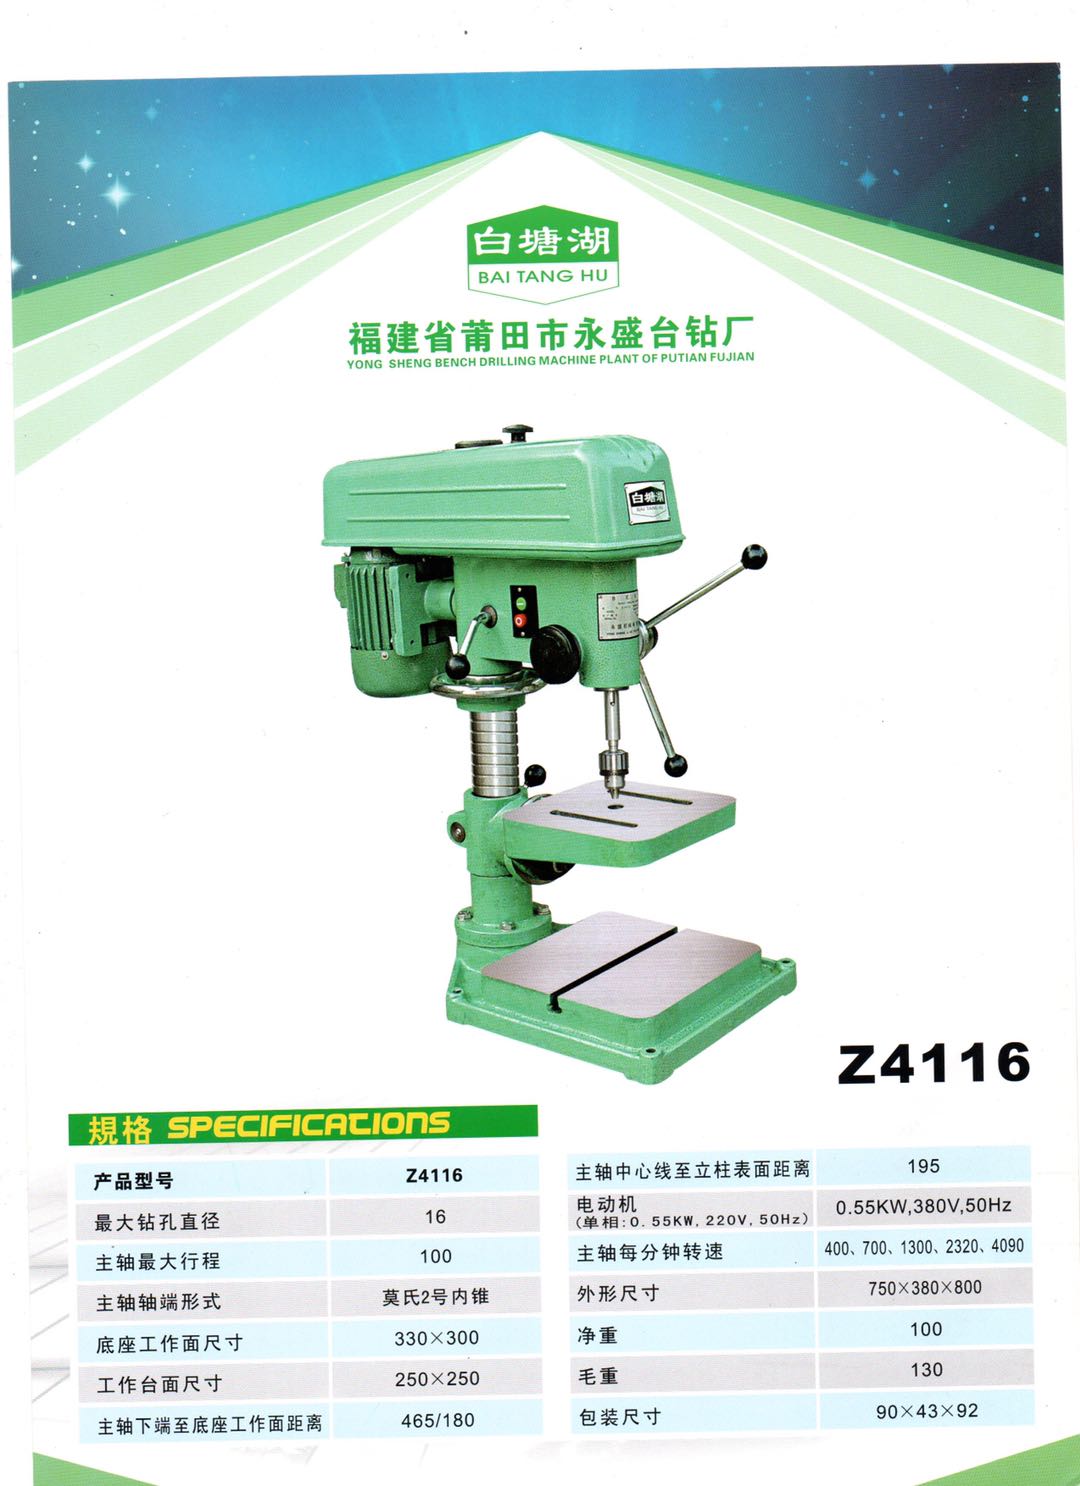 白塘湖
BAI TANG HU
福建省莆田市永盛台钻厂
YONG SHENG BENCH DRILLING MACHINE PLANT OF PUTIAN FUJIAN
白塘湖
BAI TANG HU
Z4116
規格 SPECIFICATIONS
产品型号 Z4116
最大钻孔直径 16
主轴最大行程 100
主轴轴端形式 莫氏2号内锥
底座工作面尺寸 330×300
工作台面尺寸 250×250
主轴下端至底座工作面距离 465/180
主轴中心线至立柱表面距离 195
电动机
(单相:0.55KW,220V,50Hz) 0.55KW,380V,50Hz
主轴每分钟转速 400、700、1300、2320、4090
外形尺寸 750×380×800
净重 100
毛重 130
包装尺寸 90×43×92